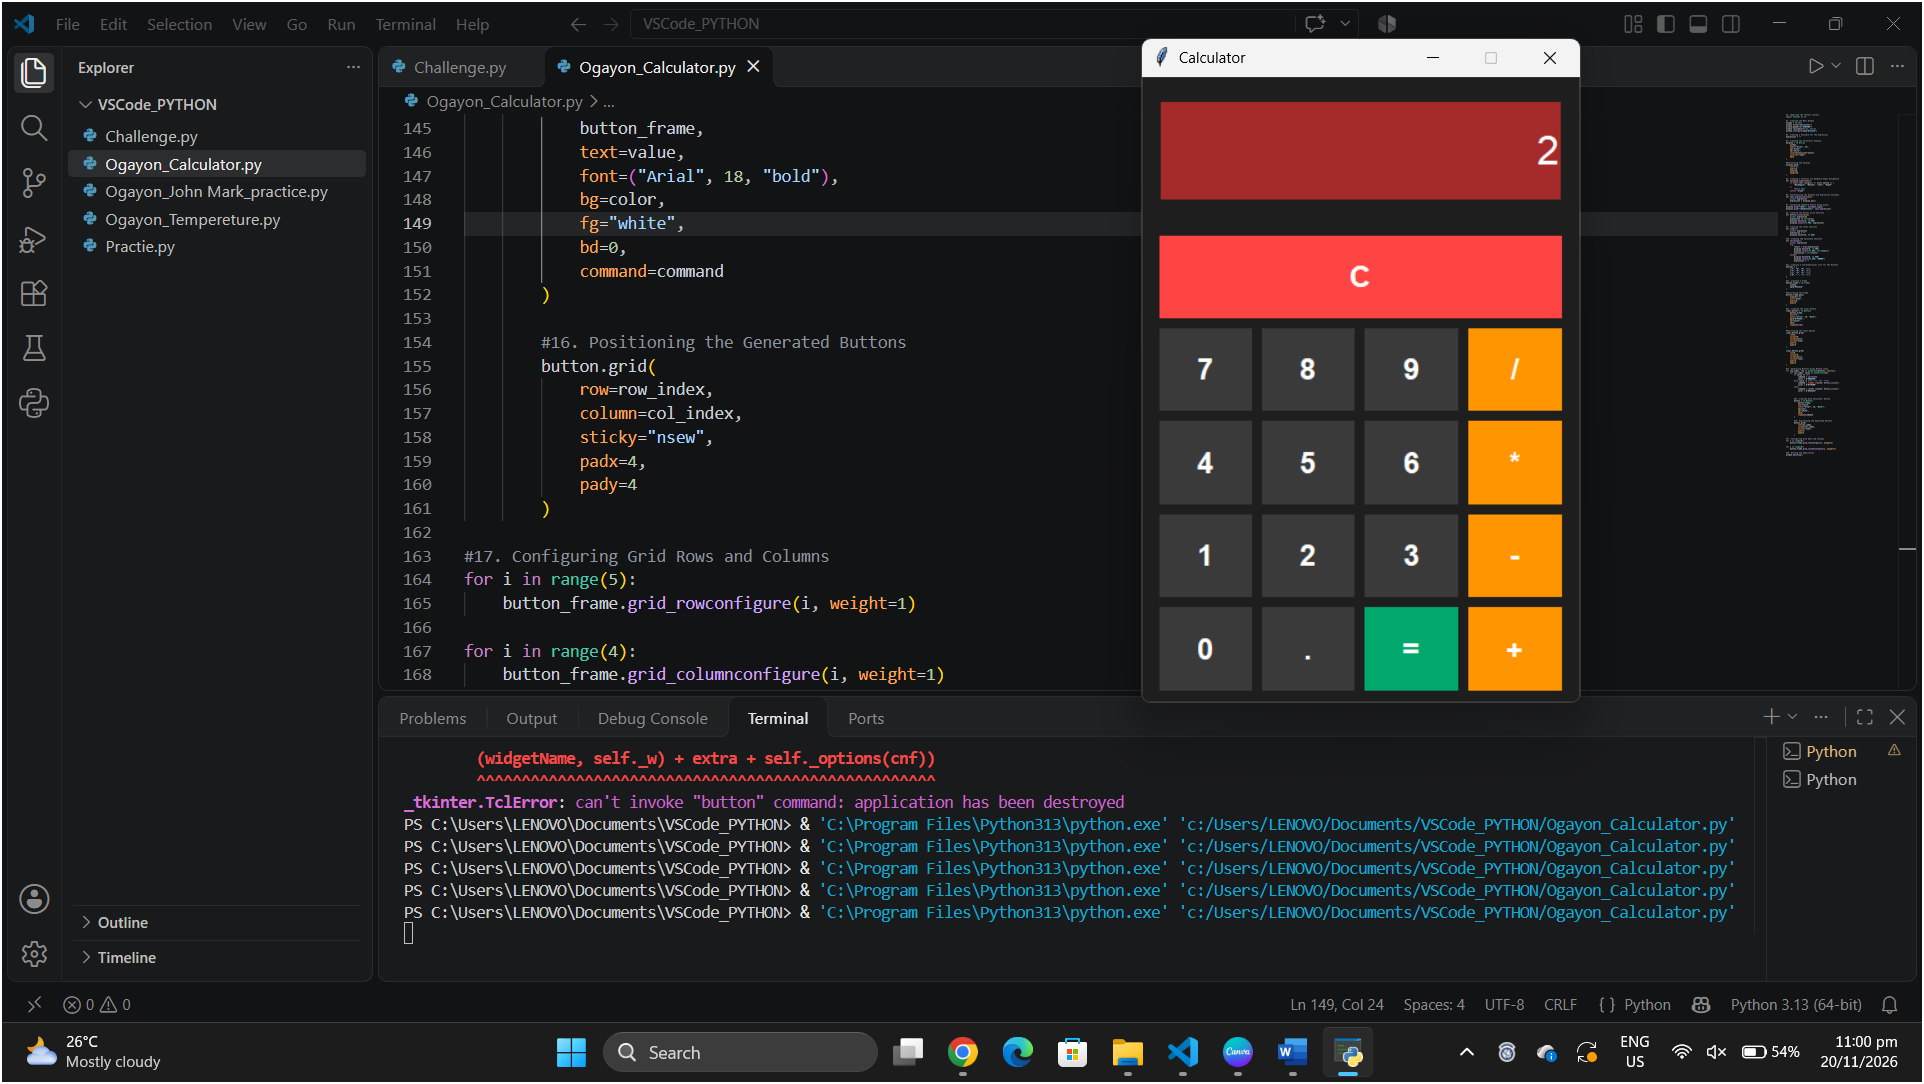 File Edit Selection View Go Run Terminal Help
VSCode_PYTHON
Explorer
VSCode_PYTHON
Challenge.py
Ogayon_Calculator.py
Ogayon_John Mark_practice.py
Ogayon_Tempereture.py
Practie.py
Outline
Timeline
Challenge.py
Ogayon_Calculator.py
Ogayon_Calculator.py > ...
145 button_frame,
146 text=value,
147 font=("Arial", 18, "bold"),
148 bg=color,
149 fg="white",
150 bd=0,
151 command=command
152 )
153
154 #16. Positioning the Generated Buttons
155 button.grid(
156 row=row_index,
157 column=col_index,
158 sticky="nsew",
159 padx=4,
160 pady=4
161 )
162
163 #17. Configuring Grid Rows and Columns
164 for i in range(5):
165 button_frame.grid_rowconfigure(i, weight=1)
166
167 for i in range(4):
168 button_frame.grid_columnconfigure(i, weight=1)
Calculator
2
C
7 8 9 /
4 5 6 *
1 2 3 -
0 . = +
Problems Output Debug Console Terminal Ports
(widgetName, self._w) + extra + self._options(cnf))
^^^^^^^^^^^^^^^^^^^^^^^^^^^^^^^^^^^^^^^^^^^^^^^^^^^
_tkinter.TclError: can't invoke "button" command: application has been destroyed
PS C:\Users\LENOVO\Documents\VSCode_PYTHON> & 'C:\Program Files\Python313\python.exe' 'c:/Users/LENOVO/Documents/VSCode_PYTHON/Ogayon_Calculator.py'
PS C:\Users\LENOVO\Documents\VSCode_PYTHON> & 'C:\Program Files\Python313\python.exe' 'c:/Users/LENOVO/Documents/VSCode_PYTHON/Ogayon_Calculator.py'
PS C:\Users\LENOVO\Documents\VSCode_PYTHON> & 'C:\Program Files\Python313\python.exe' 'c:/Users/LENOVO/Documents/VSCode_PYTHON/Ogayon_Calculator.py'
PS C:\Users\LENOVO\Documents\VSCode_PYTHON> & 'C:\Program Files\Python313\python.exe' 'c:/Users/LENOVO/Documents/VSCode_PYTHON/Ogayon_Calculator.py'
PS C:\Users\LENOVO\Documents\VSCode_PYTHON> & 'C:\Program Files\Python313\python.exe' 'c:/Users/LENOVO/Documents/VSCode_PYTHON/Ogayon_Calculator.py'
Python
Python
0 0
Ln 149, Col 24 Spaces: 4 UTF-8 CRLF { } Python Python 3.13 (64-bit)
26°C
Mostly cloudy
Search
Canva
ENG
US
54%
11:00 pm
20/11/2026